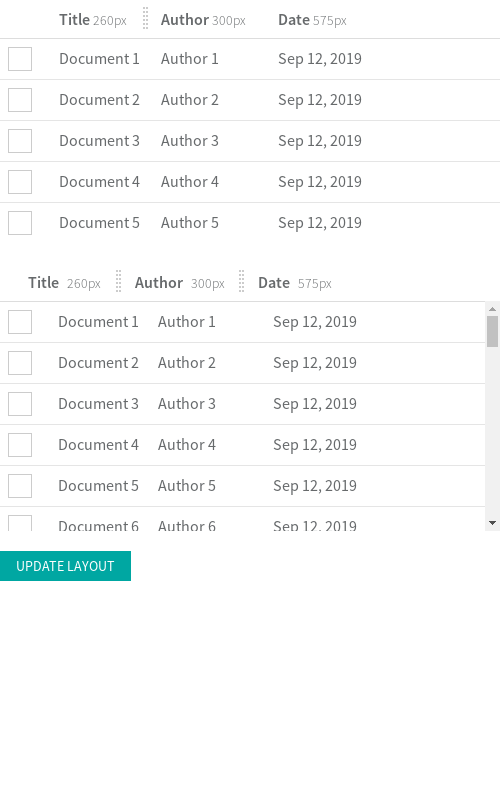 Title 260px Author 300px Date 575px
Document 1 Author 1 Sep 12, 2019
Document 2 Author 2 Sep 12, 2019
Document 3 Author 3 Sep 12, 2019
Document 4 Author 4 Sep 12, 2019
Document 5 Author 5 Sep 12, 2019
Title 260px Author 300px Date 575px
Document 1 Author 1 Sep 12, 2019
Document 2 Author 2 Sep 12, 2019
Document 3 Author 3 Sep 12, 2019
Document 4 Author 4 Sep 12, 2019
Document 5 Author 5 Sep 12, 2019
Document 6 Author 6 Sep 12, 2019
UPDATE LAYOUT